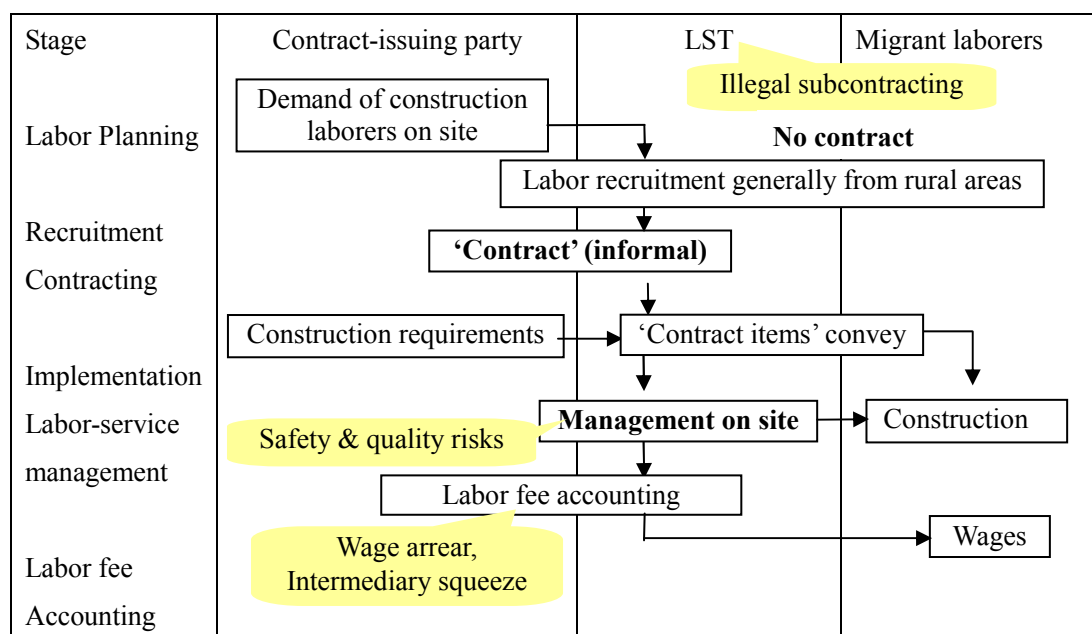 Stage
Contract-issuing party
LST
Migrant laborers
Illegal subcontracting
Demand of construction
laborers on site
Labor Planning
No contract
Labor recruitment generally from rural areas
Recruitment
Contracting
‘Contract’ (informal)
Construction requirements
‘Contract items’ convey
Implementation
Labor-service
management
Management on site
Construction
Safety & quality risks
Labor fee accounting
Wage arrear,
Intermediary squeeze
Wages
Labor fee
Accounting